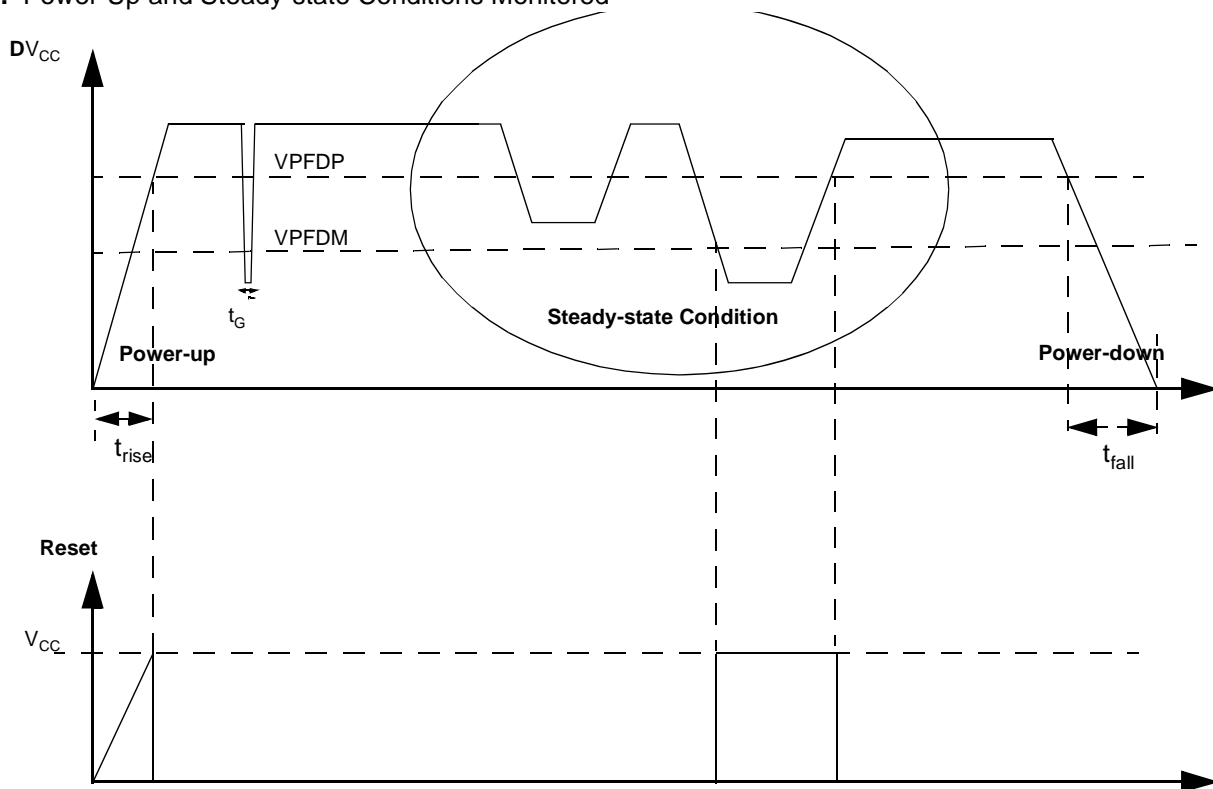 Power-Up and Steady-state Conditions Monitored
DVCC
VPFDP
VPFDM
tG
Steady-state Condition
Power-up
Power-down
trise
tfall
Reset
VCC